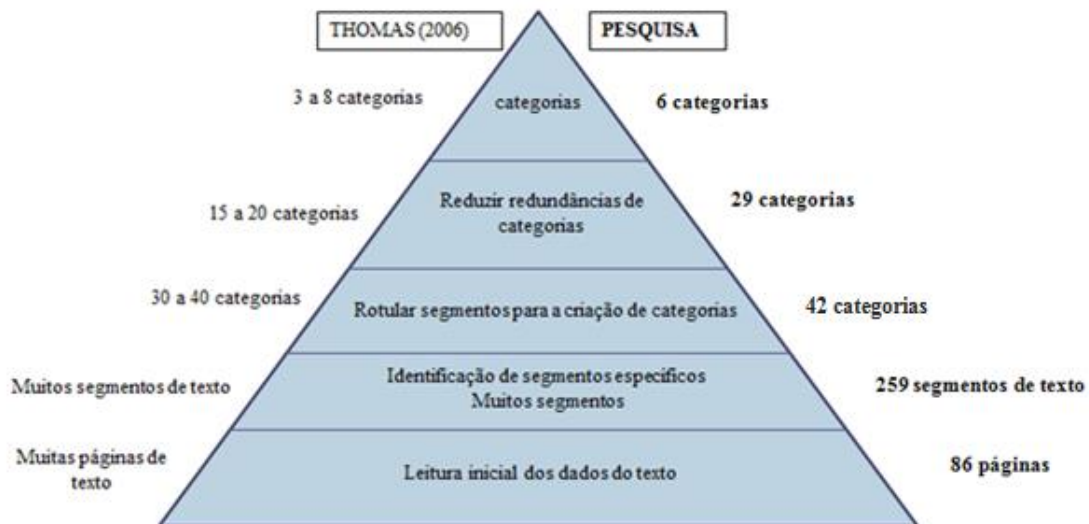 THOMAS (2006)
PESQUISA
3 a 8 categorias
categorias
6 categorias
15 a 20 categorias
Reduzir redundâncias de
categorias
29 categorias
30 a 40 categorias
Rotular segmentos para a criação de categorias
42 categorias
Muitos segmentos de texto
Identificação de segmentos específicos
Muitos segmentos
259 segmentos de texto
Muitas páginas de
texto
Leitura inicial dos dados do texto
86 páginas